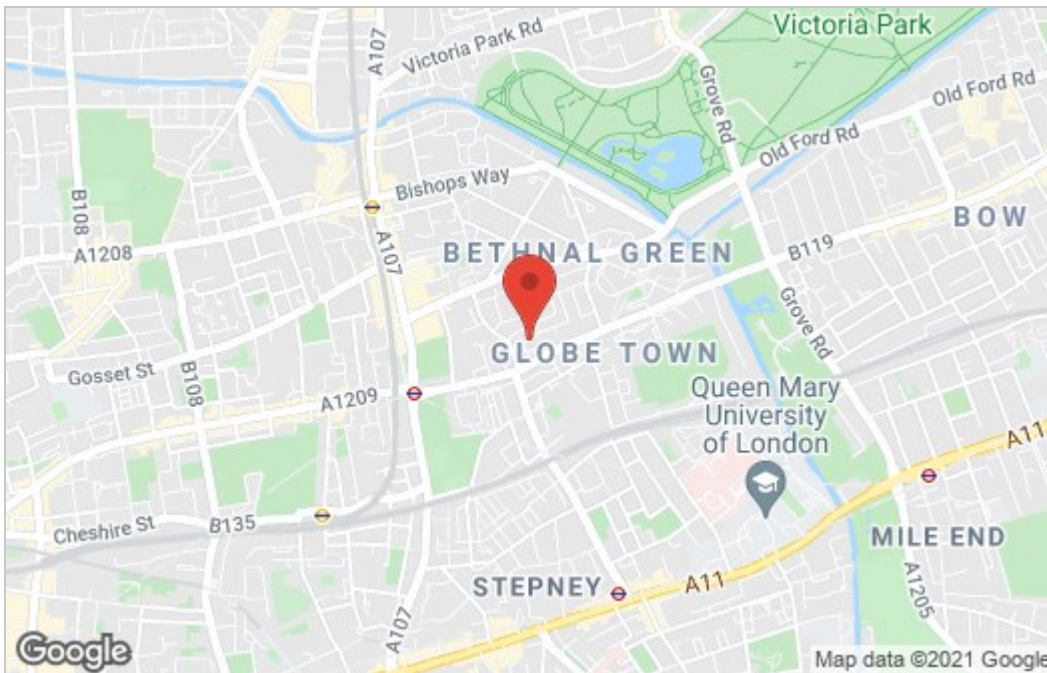 Victoria Park
A107
Victoria Park Rd
Grove Rd
Old Ford Rd
Old Ford Rd
B108
Bishops Way
A1208
A107
BETHNAL GREEN
B119
BOW
Grove Rd
GLOBE TOWN
Gosset St
B108
A1209
Queen Mary
University
of London
A11
Cheshire St
B135
MILE END
STEPNEY
A11
A107
A1205
Google
Map data ©2021 Google